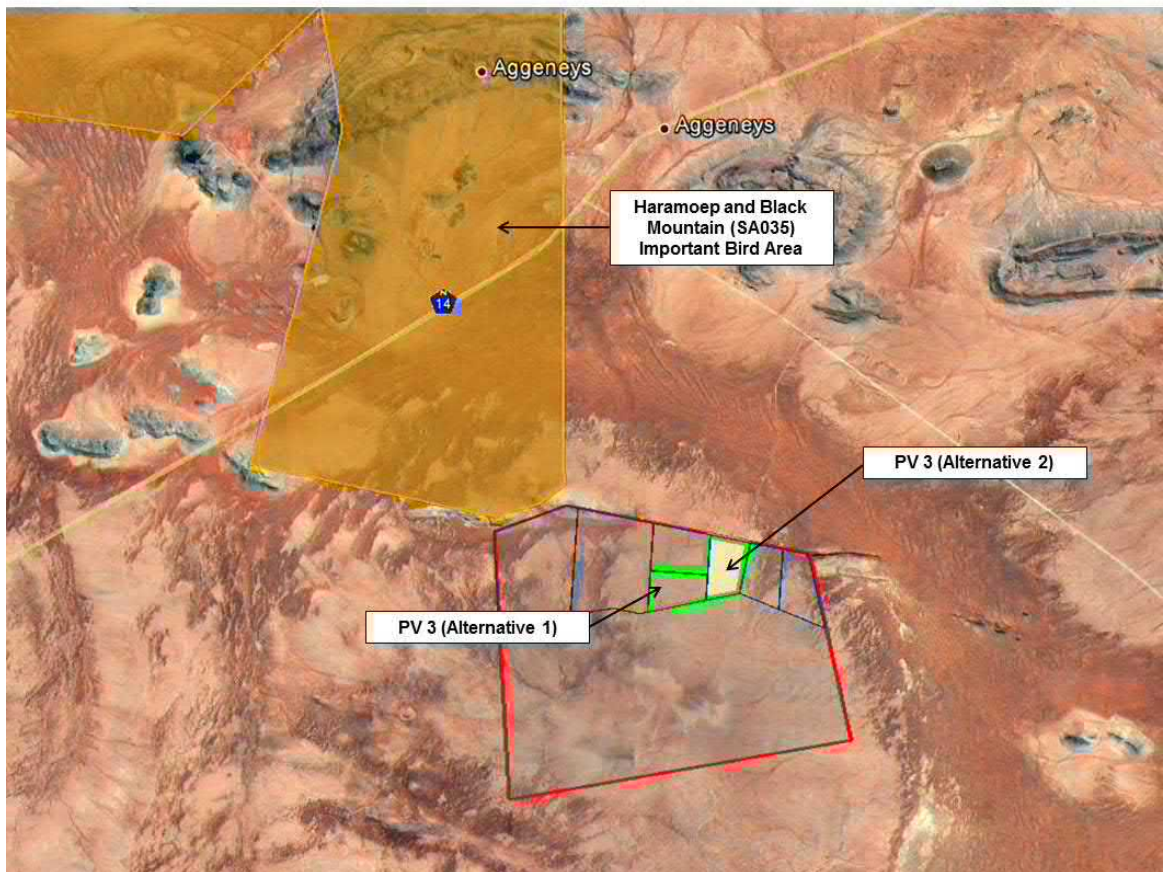 Aggeneys
Aggeneys
Haramoep and Black
Mountain (SA035)
Important Bird Area
N
14
PV 3 (Alternative 2)
PV 3 (Alternative 1)